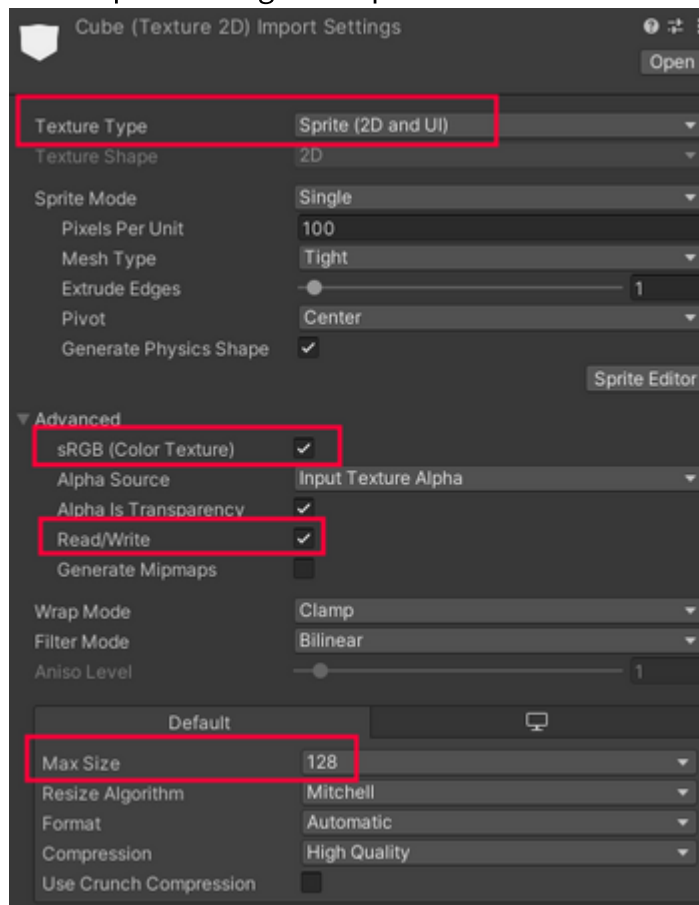 Cube (Texture 2D) Import Settings
Open
Texture Type Sprite (2D and UI)
Texture Shape 2D
Sprite Mode Single
Pixels Per Unit 100
Mesh Type Tight
Extrude Edges 1
Pivot Center
Generate Physics Shape
Sprite Editor
Advanced
sRGB (Color Texture)
Alpha Source Input Texture Alpha
Alpha Is Transparency
Read/Write
Generate Mipmaps
Wrap Mode Clamp
Filter Mode Bilinear
Aniso Level 1
Default
Max Size 128
Resize Algorithm Mitchell
Format Automatic
Compression High Quality
Use Crunch Compression